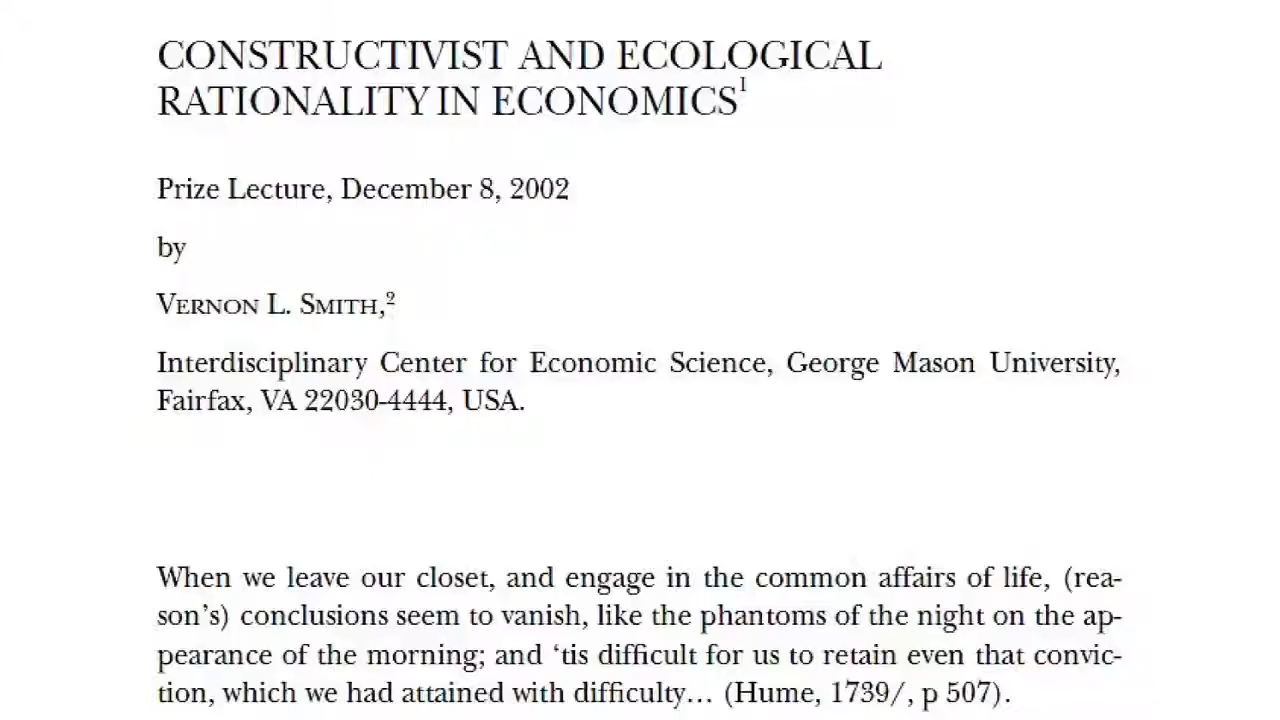 CONSTRUCTIVIST AND ECOLOGICAL
RATIONALITY IN ECONOMICS¹
Prize Lecture, December 8, 2002
by
VERNON L. SMITH,²
Interdisciplinary Center for Economic Science, George Mason University,
Fairfax, VA 22030-4444, USA.
When we leave our closet, and engage in the common affairs of life, (rea-
son’s) conclusions seem to vanish, like the phantoms of the night on the ap-
pearance of the morning; and ‘tis difficult for us to retain even that convic-
tion, which we had attained with difficulty… (Hume, 1739/, p 507).